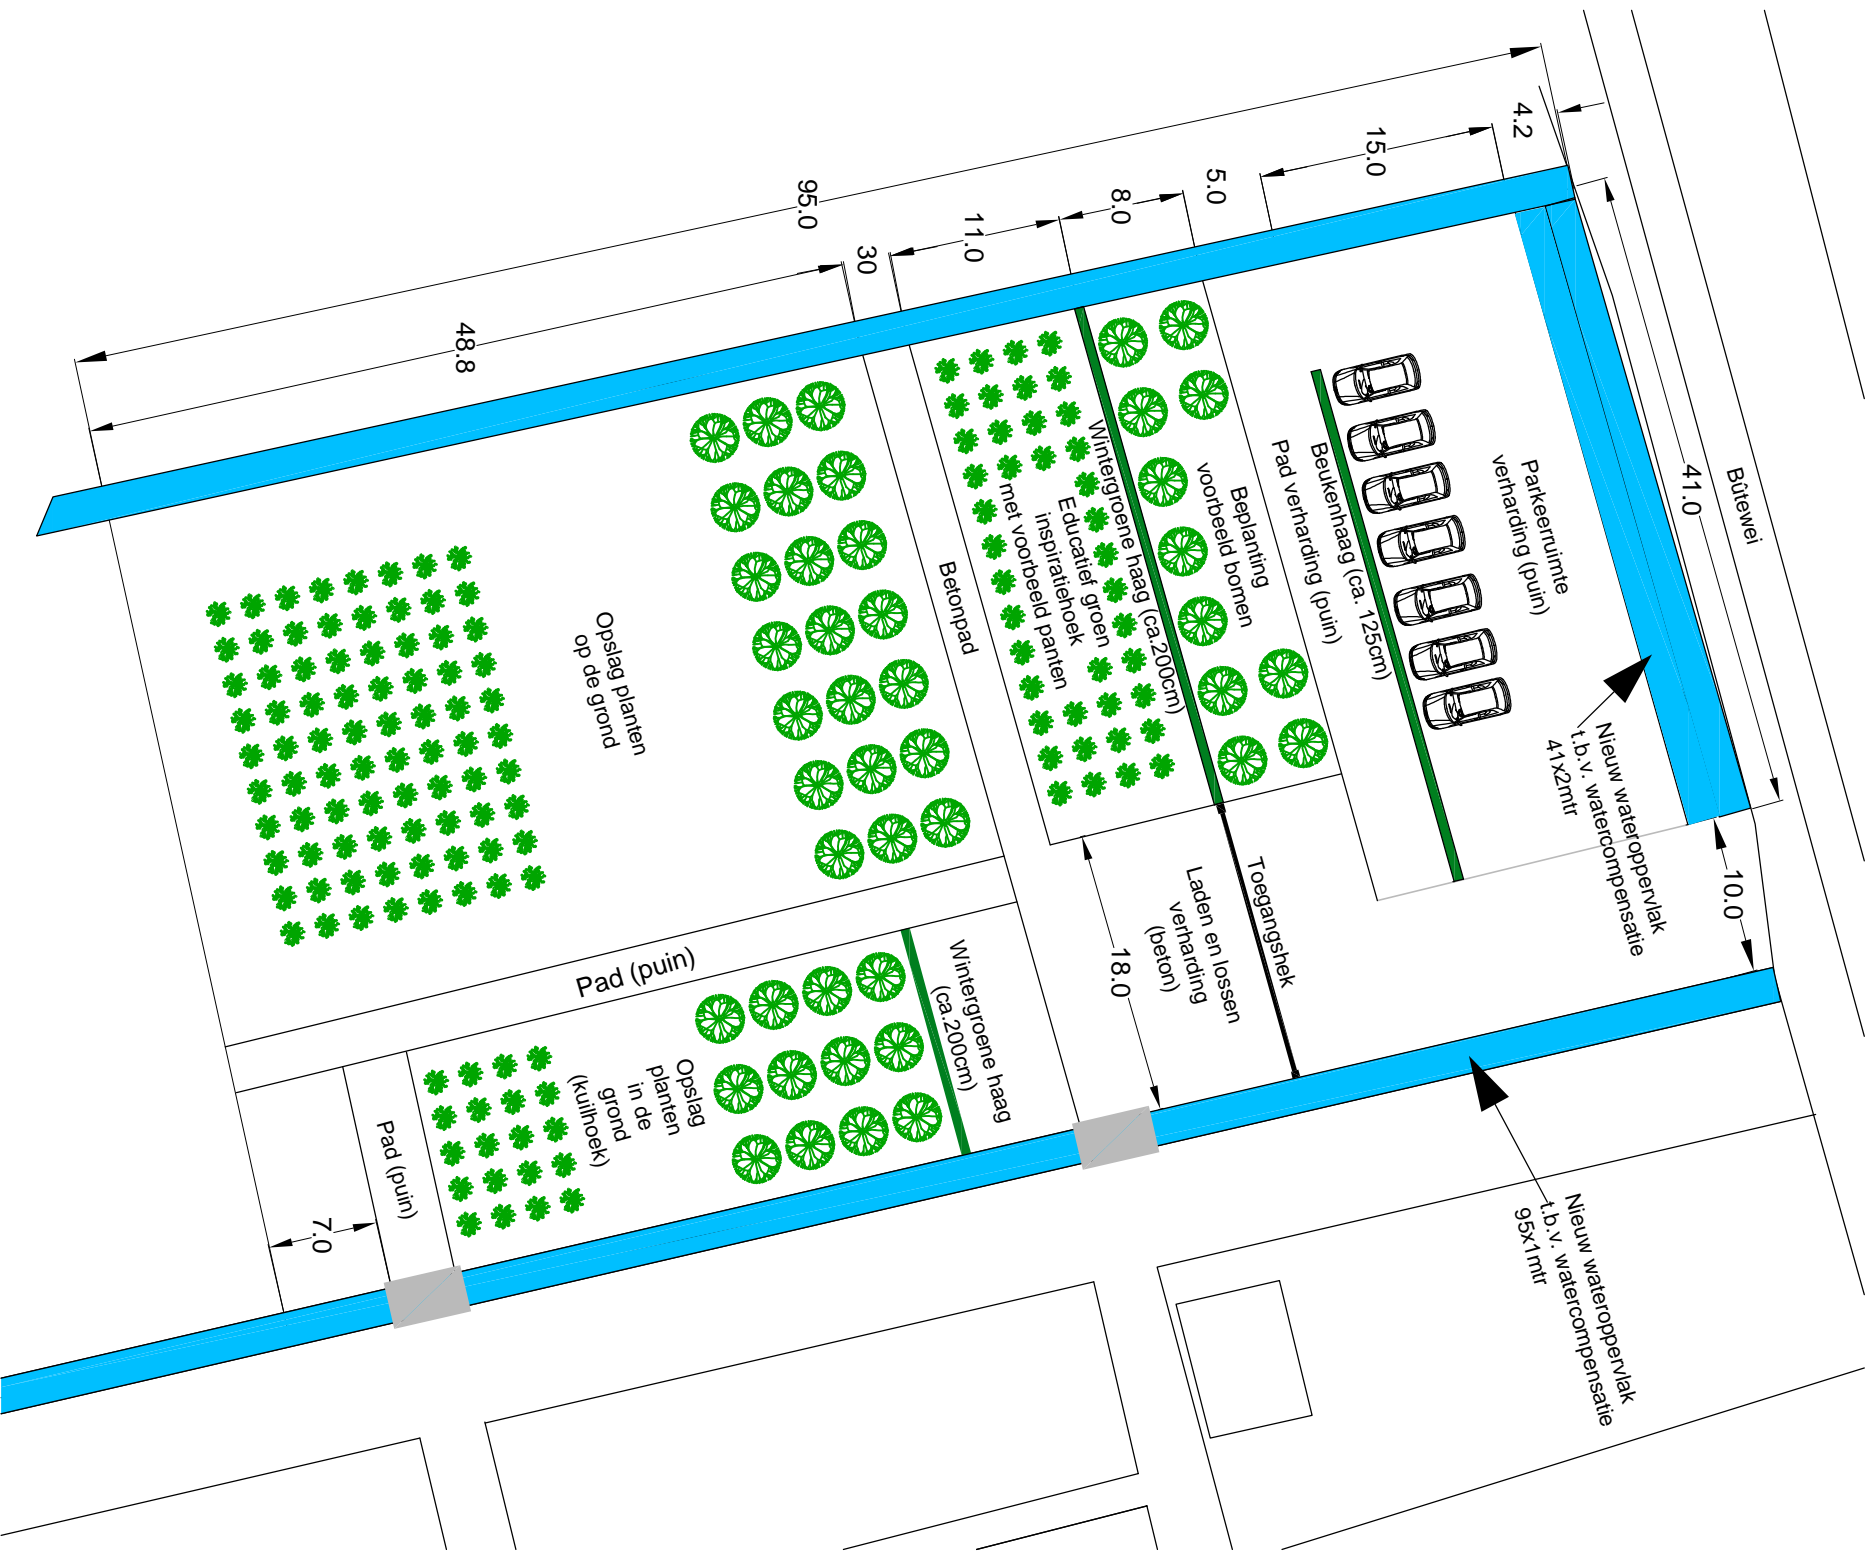 4.2
15.0
5.0
8.0
95.0
11.0
30
48.8
41.0
Bûtewei
Parkeerruimte
verharding (puin)
Beukenhaag (ca. 125cm)
Pad verharding (puin)
Beplanting
voorbeeld bomen
Wintergroene haag (ca.200cm)
Educatief groen
inspiratiehoek
met voorbeeld panten
Betonpad
Opslag planten
op de grond
Nieuw wateroppervlak
t.b.v. watercompensatie
41x2mtr
10.0
Toegangshek
Laden en lossen
verharding
(beton)
18.0
Wintergroene haag
(ca.200cm)
Pad (puin)
Opslag
planten
in de
grond
(kuilhoek)
Pad (puin)
7.0
Nieuw wateroppervlak
t.b.v. watercompensatie
95x1mtr